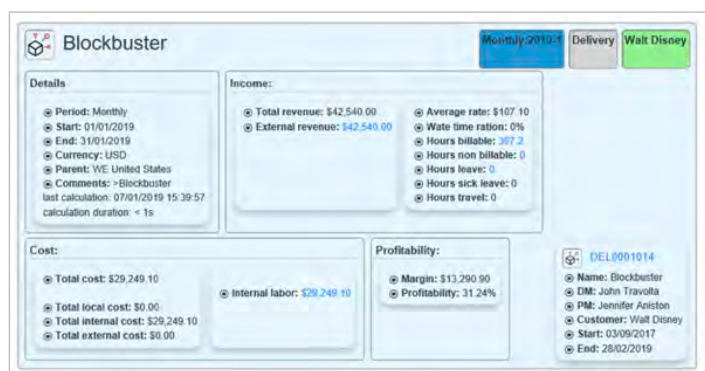 Blockbuster
Monthly:2019-1
Delivery
Walt Disney
Details
Period: Monthly
Start: 01/01/2019
End: 31/01/2019
Currency: USD
Parent: WE United States
Comments: >Blockbuster
last calculation: 07/01/2019 15:39:57
calculation duration: < 1s
Income:
Total revenue: $42,540.00
External revenue: $42,540.00
Average rate: $107.10
Wate time ration: 0%
Hours billable: 397.2
Hours non billable: 0
Hours leave: 0
Hours sick leave: 0
Hours travel: 0
Cost:
Total cost: $29,249.10
Total local cost: $0.00
Total internal cost: $29,249.10
Total external cost: $0.00
Internal labor: $29,249.10
Profitability:
Margin: $13,290.90
Profitability: 31.24%
DEL0001014
Name: Blockbuster
DM: John Travolta
PM: Jennifer Aniston
Customer: Walt Disney
Start: 03/09/2017
End: 28/02/2019